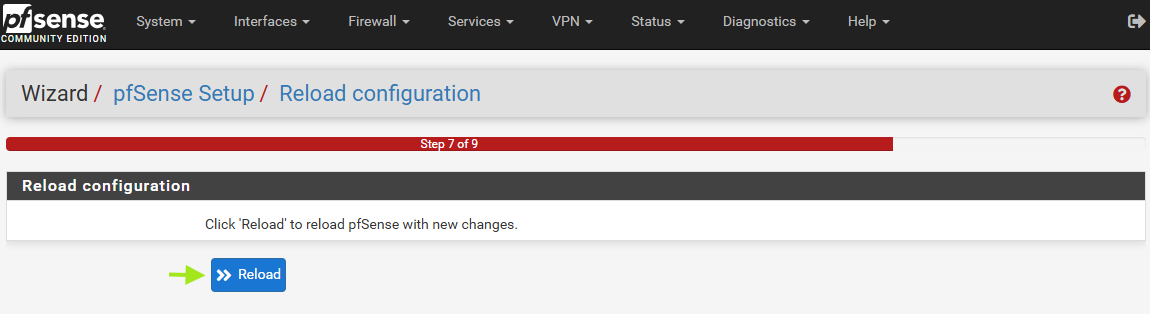 pfsense
COMMUNITY EDITION
System Interfaces Firewall Services VPN Status Diagnostics Help
Wizard / pfSense Setup / Reload configuration
Step 7 of 9
Reload configuration
Click 'Reload' to reload pfSense with new changes.
Reload